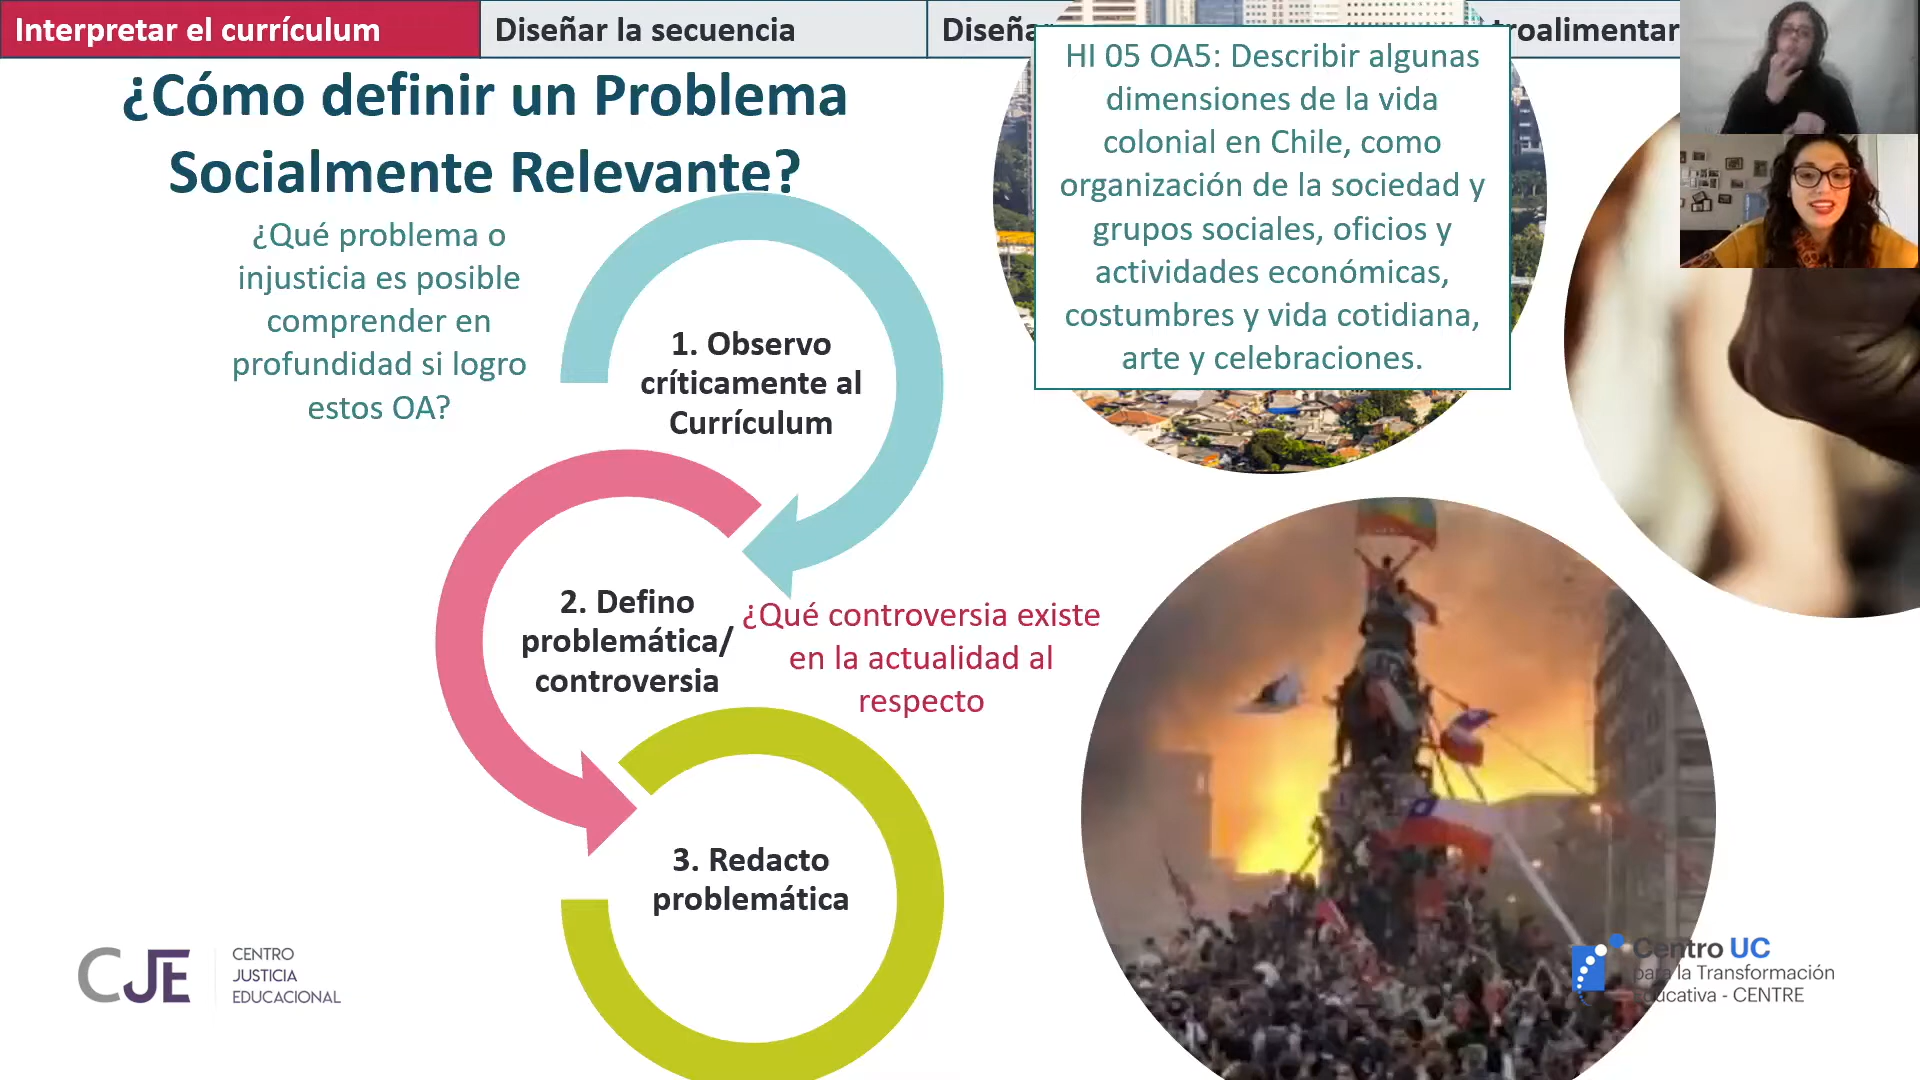 Interpretar el currículum
Diseñar la secuencia
Diseña
troalimentar
¿Cómo definir un Problema
Socialmente Relevante?
¿Qué problema o
injusticia es posible
comprender en
profundidad si logro
estos OA?
HI 05 OA5: Describir algunas
dimensiones de la vida
colonial en Chile, como
organización de la sociedad y
grupos sociales, oficios y
actividades económicas,
costumbres y vida cotidiana,
arte y celebraciones.
1. Observo
críticamente al
Currículum
2. Defino
problemática/
controversia
¿Qué controversia existe
en la actualidad al
respecto
3. Redacto
problemática
CJE
CENTRO
JUSTICIA
EDUCACIONAL
Centro UC
para la Transformación
Educativa - CENTRE